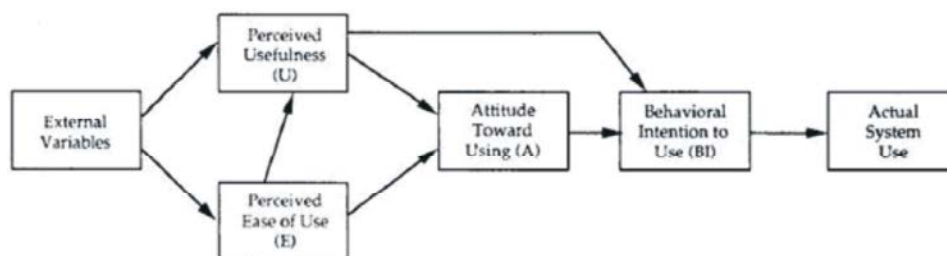 Perceived
Usefulness
(U)
External
Variables
Attitude
Toward
Using (A)
Behavioral
Intention to
Use (BI)
Actual
System
Use
Perceived
Ease of Use
(E)